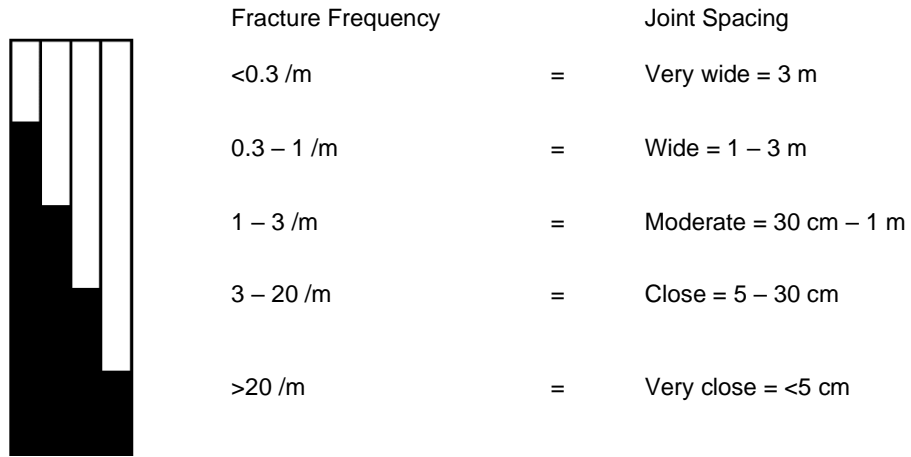 Fracture Frequency Joint Spacing
<0.3 /m = Very wide = 3 m
0.3 – 1 /m = Wide = 1 – 3 m
1 – 3 /m = Moderate = 30 cm – 1 m
3 – 20 /m = Close = 5 – 30 cm
>20 /m = Very close = <5 cm